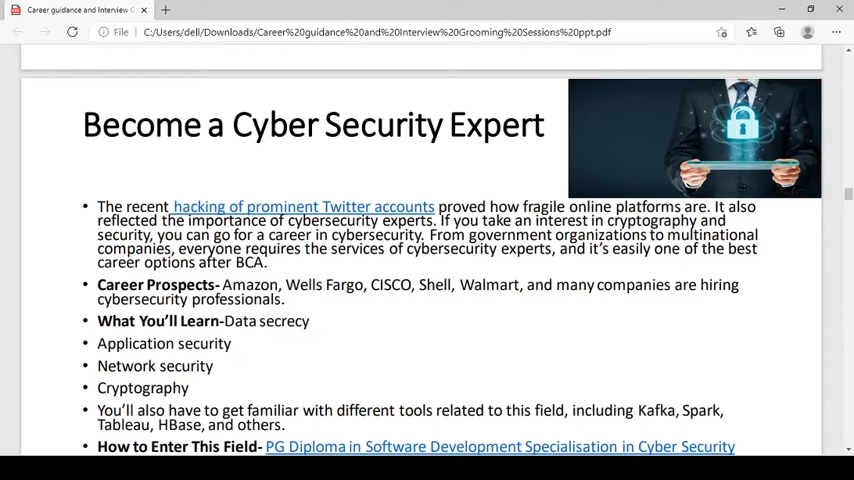 Career guidance and Interview G
File
C:/Users/dell/Downloads/Career%20guidance%20and%20Interview%20Grooming%20Sessions%20ppt.pdf
Become a Cyber Security Expert
• The recent hacking of prominent Twitter accounts proved how fragile online platforms are. It also
reflected the importance of cybersecurity experts. If you take an interest in cryptography and
security, you can go for a career in cybersecurity. From government organizations to multinational
companies, everyone requires the services of cybersecurity experts, and it's easily one of the best
career options after BCA.
• Career Prospects- Amazon, Wells Fargo, CISCO, Shell, Walmart, and many companies are hiring
cybersecurity professionals.
• What You'll Learn-Data secrecy
• Application security
• Network security
• Cryptography
• You'll also have to get familiar with different tools related to this field, including Kafka, Spark,
Tableau, HBase, and others.
• How to Enter This Field- PG Diploma in Software Development Specialisation in Cyber Security